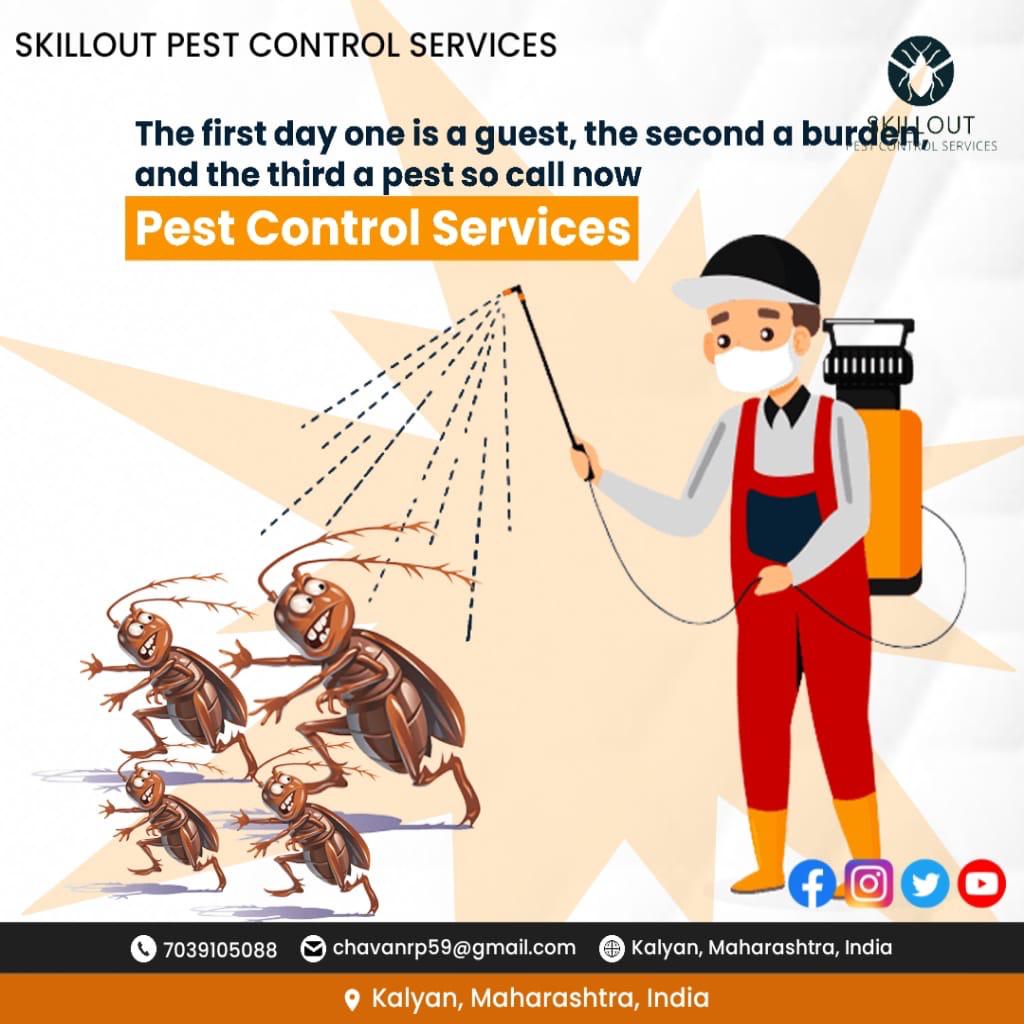 SKILLOUT PEST CONTROL SERVICES
SKILLOUT
PEST CONTROL SERVICES
The first day one is a guest, the second a burden,
and the third a pest so call now
Pest Control Services
7039105088
chavanrp59@gmail.com
Kalyan, Maharashtra, India
Kalyan, Maharashtra, India